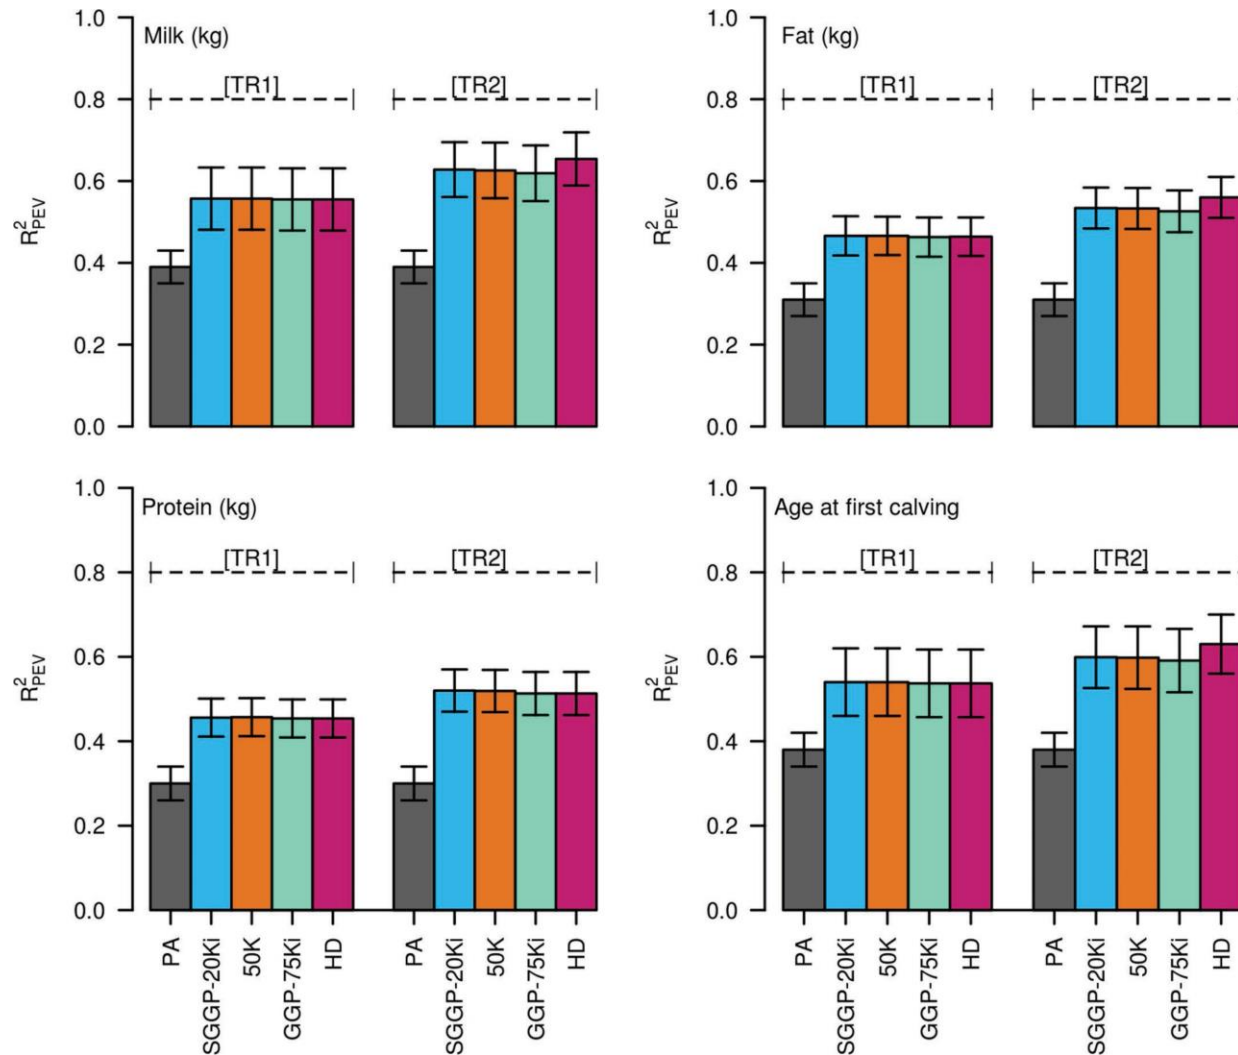 Milk (kg)
[TR1]
[TR2]
R²PEV
1.0
0.8
0.6
0.4
0.2
0.0
Fat (kg)
[TR1]
[TR2]
R²PEV
1.0
0.8
0.6
0.4
0.2
0.0
Protein (kg)
[TR1]
[TR2]
R²PEV
1.0
0.8
0.6
0.4
0.2
0.0
PA
SGGP-20Ki
50K
GGP-75Ki
HD
PA
SGGP-20Ki
50K
GGP-75Ki
HD
Age at first calving
[TR1]
[TR2]
R²PEV
1.0
0.8
0.6
0.4
0.2
0.0
PA
SGGP-20Ki
50K
GGP-75Ki
HD
PA
SGGP-20Ki
50K
GGP-75Ki
HD